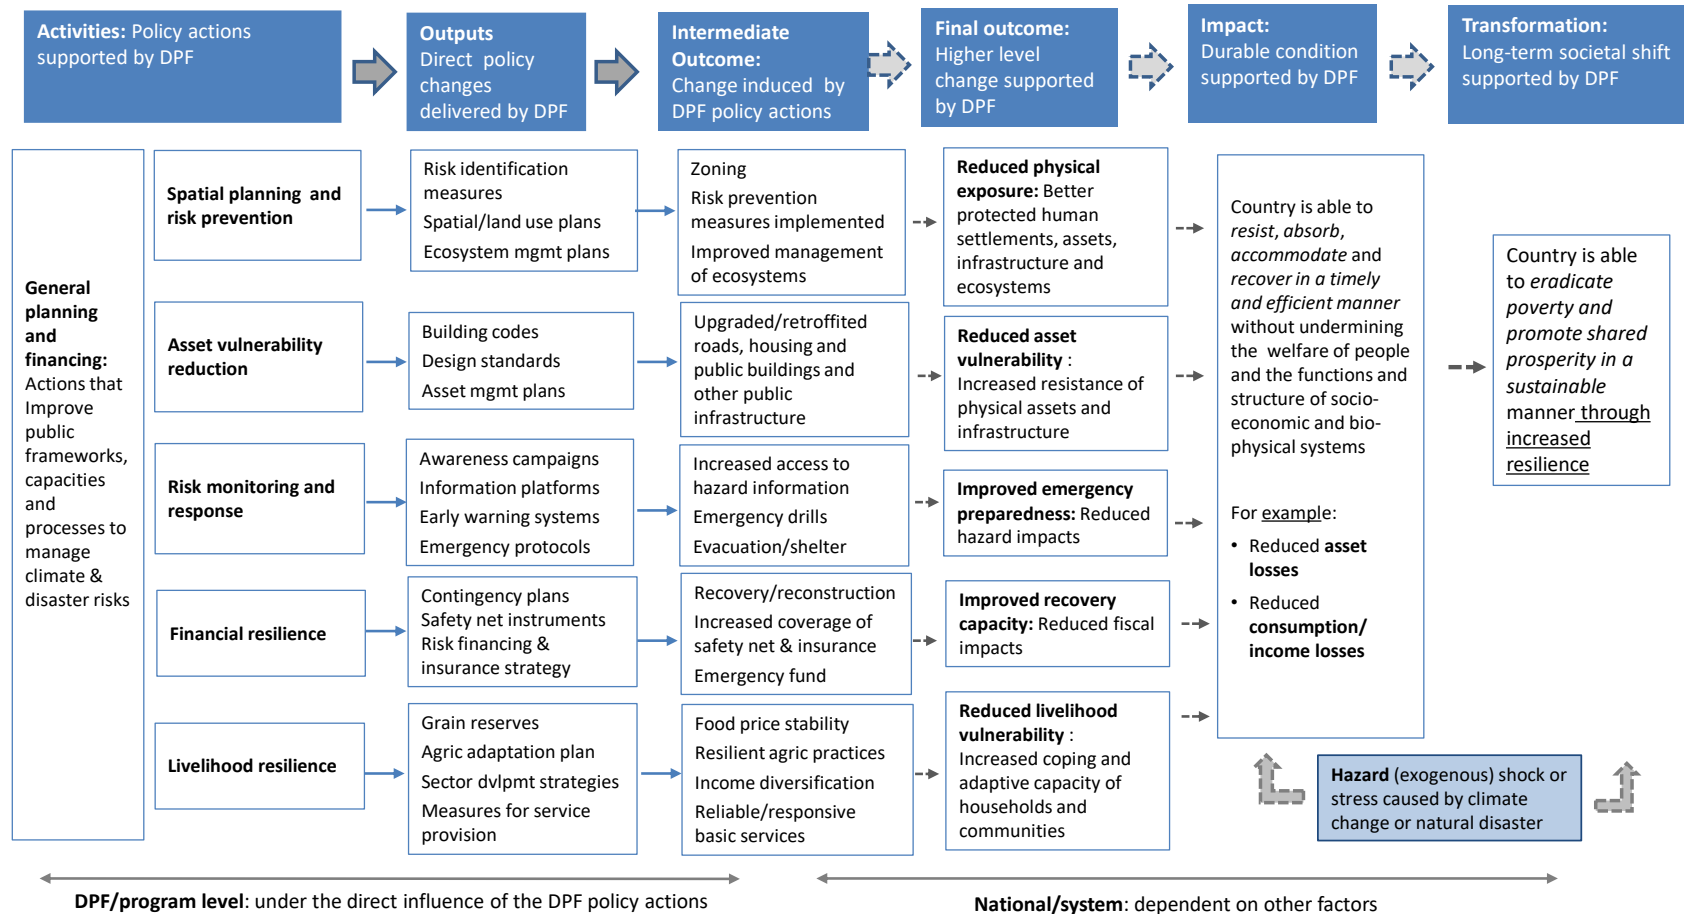 Activities: Policy actions
supported by DPF
Outputs
Direct policy
changes
delivered by DPF
Intermediate
Outcome:
Change induced by
DPF policy actions
Final outcome:
Higher level
change supported
by DPF
Impact:
Durable condition
supported by DPF
Transformation:
Long-term societal shift
supported by DPF
General
planning
and
financing:
Actions that
Improve
public
frameworks,
capacities
and
processes to
manage
climate &
disaster risks
Spatial planning and
risk prevention
Risk identification
measures
Spatial/land use plans
Ecosystem mgmt plans
Zoning
Risk prevention
measures implemented
Improved management
of ecosystems
Reduced physical
exposure: Better
protected human
settlements, assets,
infrastructure and
ecosystems
Asset vulnerability
reduction
Building codes
Design standards
Asset mgmt plans
Upgraded/retroffited
roads, housing and
public buildings and
other public
infrastructure
Reduced asset
vulnerability :
Increased resistance of
physical assets and
infrastructure
Risk monitoring and
response
Awareness campaigns
Information platforms
Early warning systems
Emergency protocols
Increased access to
hazard information
Emergency drills
Evacuation/shelter
Improved emergency
preparedness: Reduced
hazard impacts
Financial resilience
Contingency plans
Safety net instruments
Risk financing &
insurance strategy
Recovery/reconstruction
Increased coverage of
safety net & insurance
Emergency fund
Improved recovery
capacity: Reduced fiscal
impacts
Livelihood resilience
Grain reserves
Agric adaptation plan
Sector dvlpmt strategies
Measures for service
provision
Food price stability
Resilient agric practices
Income diversification
Reliable/responsive
basic services
Reduced livelihood
vulnerability :
Increased coping and
adaptive capacity of
households and
communities
Country is able to
resist, absorb,
accommodate and
recover in a timely
and efficient manner
without undermining
the welfare of people
and the functions and
structure of socio-
economic and bio-
physical systems
For example:
• Reduced asset
losses
• Reduced
consumption/
income losses
Country is able
to eradicate
poverty and
promote shared
prosperity in a
sustainable
manner through
increased
resilience
Hazard (exogenous) shock or
stress caused by climate
change or natural disaster
DPF/program level: under the direct influence of the DPF policy actions
National/system: dependent on other factors